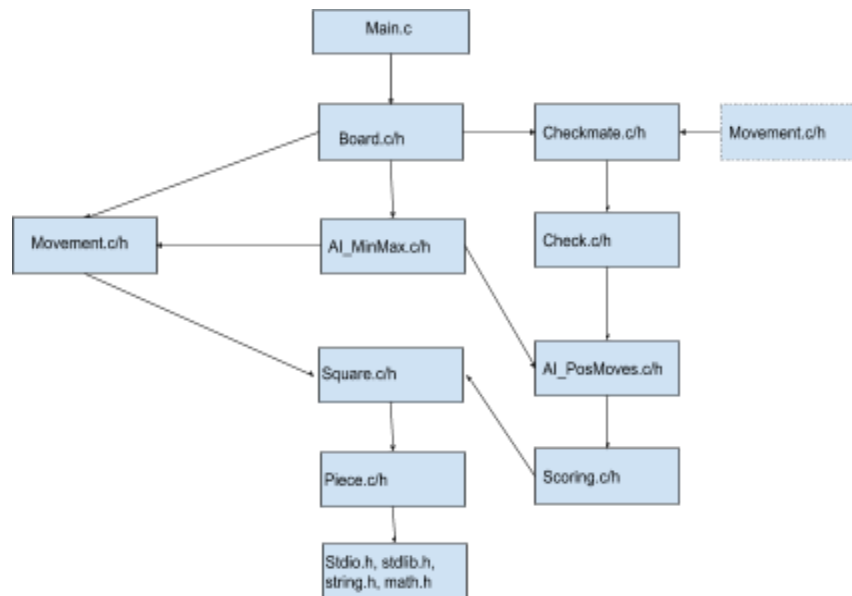 Main.c
Board.c/h
Checkmate.c/h
Movement.c/h
Movement.c/h
AI_MinMax.c/h
Check.c/h
Square.c/h
AI_PosMoves.c/h
Piece.c/h
Scoring.c/h
Stdio.h, stdlib.h,
string.h, math.h